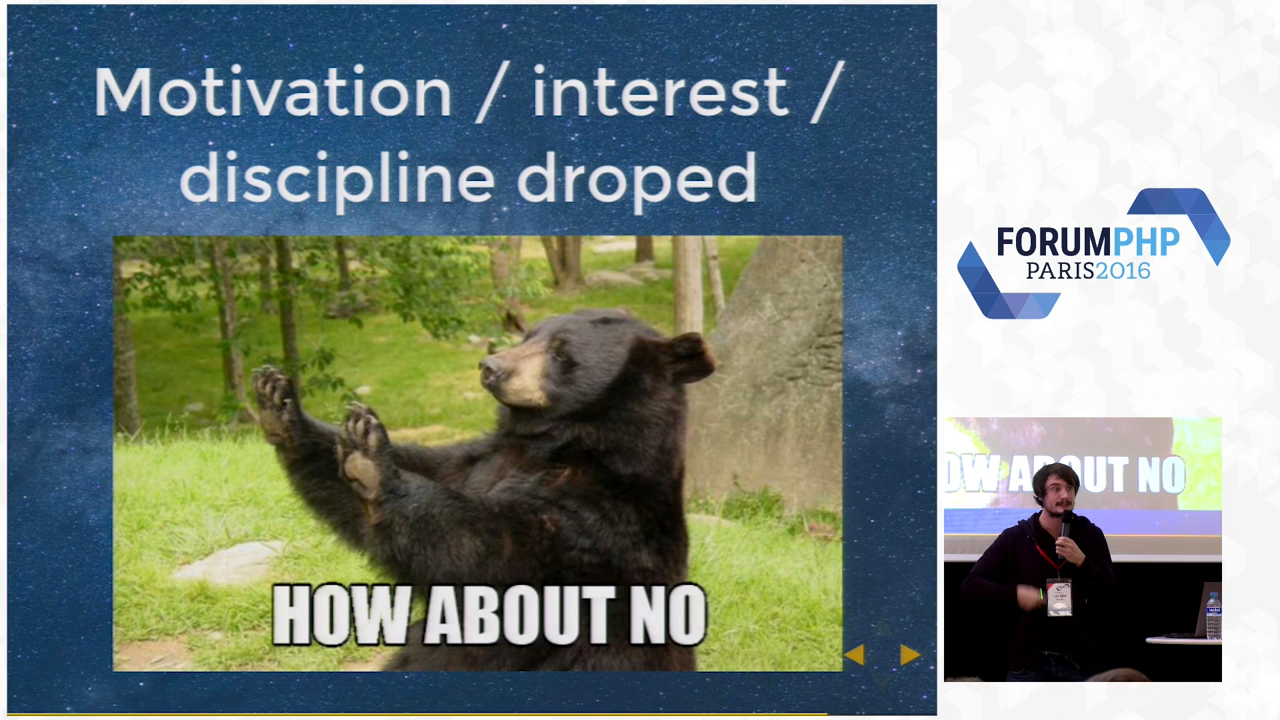 Motivation / interest /
discipline droped
HOW ABOUT NO
FORUMPHP
PARIS2016
OW ABOUT NO